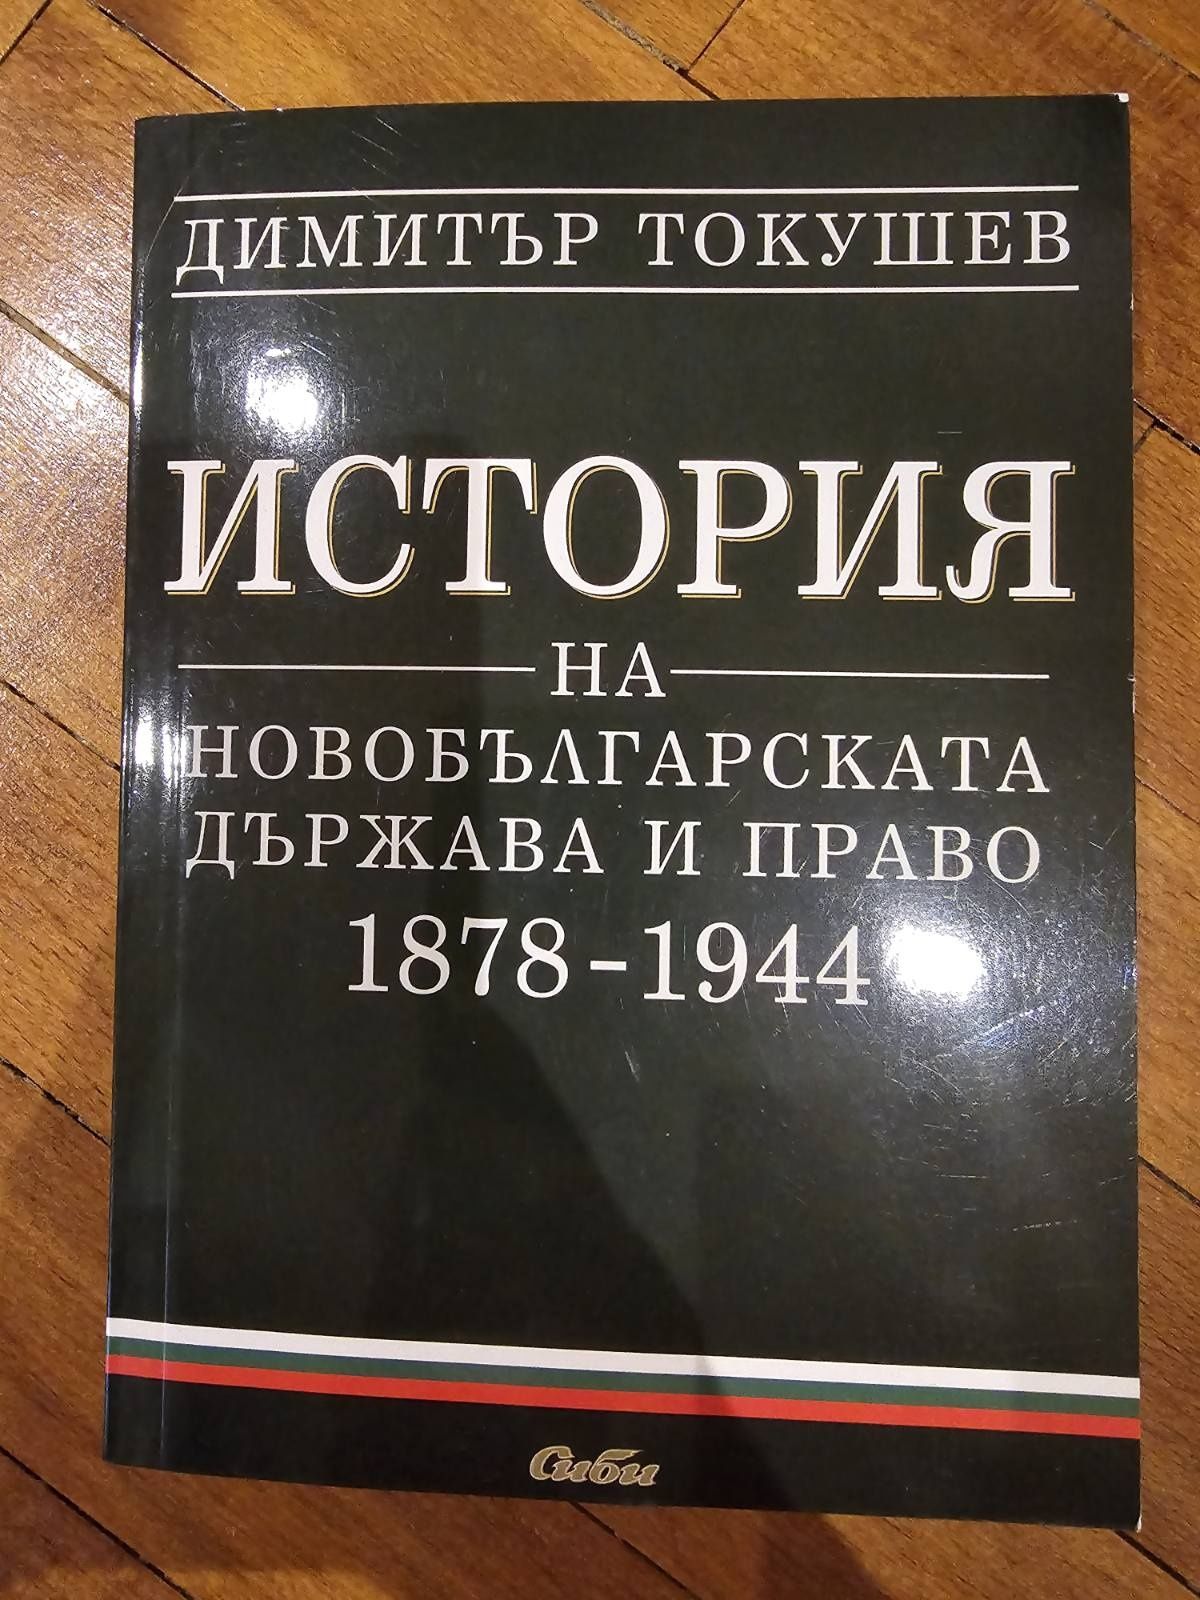 ДИМИТЪР ТОКУШЕВ
ИСТОРИЯ
НА
НОВОБЪЛГАРСКАТА
ДЪРЖАВА И ПРАВО
1878-1944
Сиби